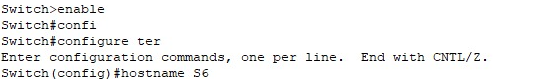 Switch>enable
Switch#confi
Switch#configure ter
Enter configuration commands, one per line.  End with CNTL/Z.
Switch(config)#hostname S6